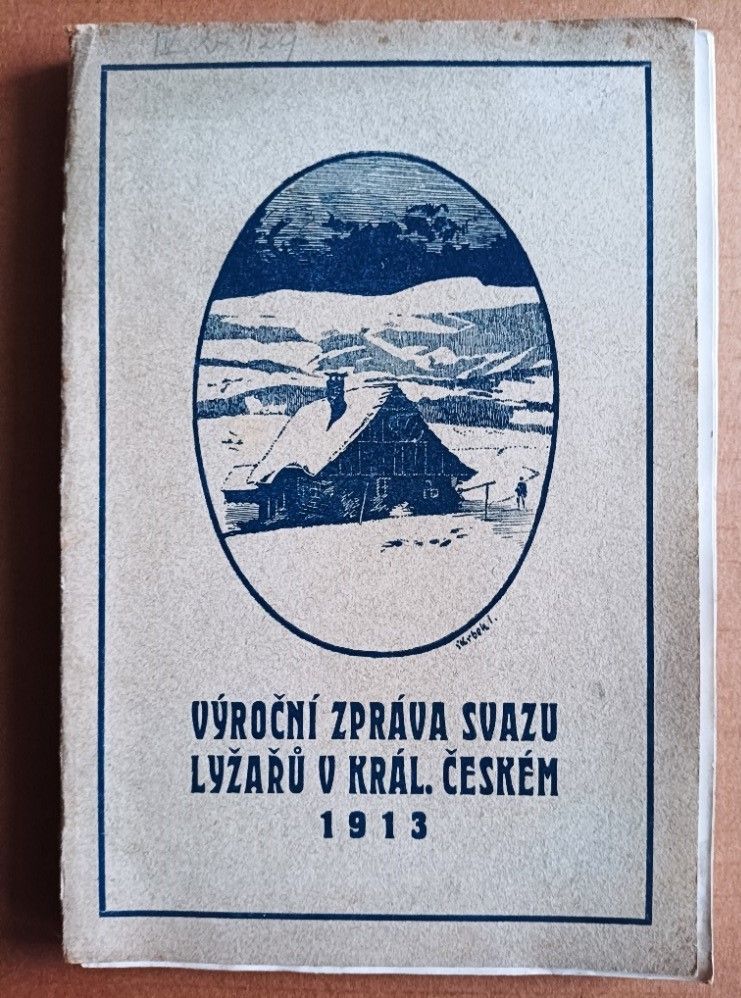 VÝROČNÍ ZPRÁVA SVAZU
LYŽAŘŮ V KRÁL. ČESKÉM
1913